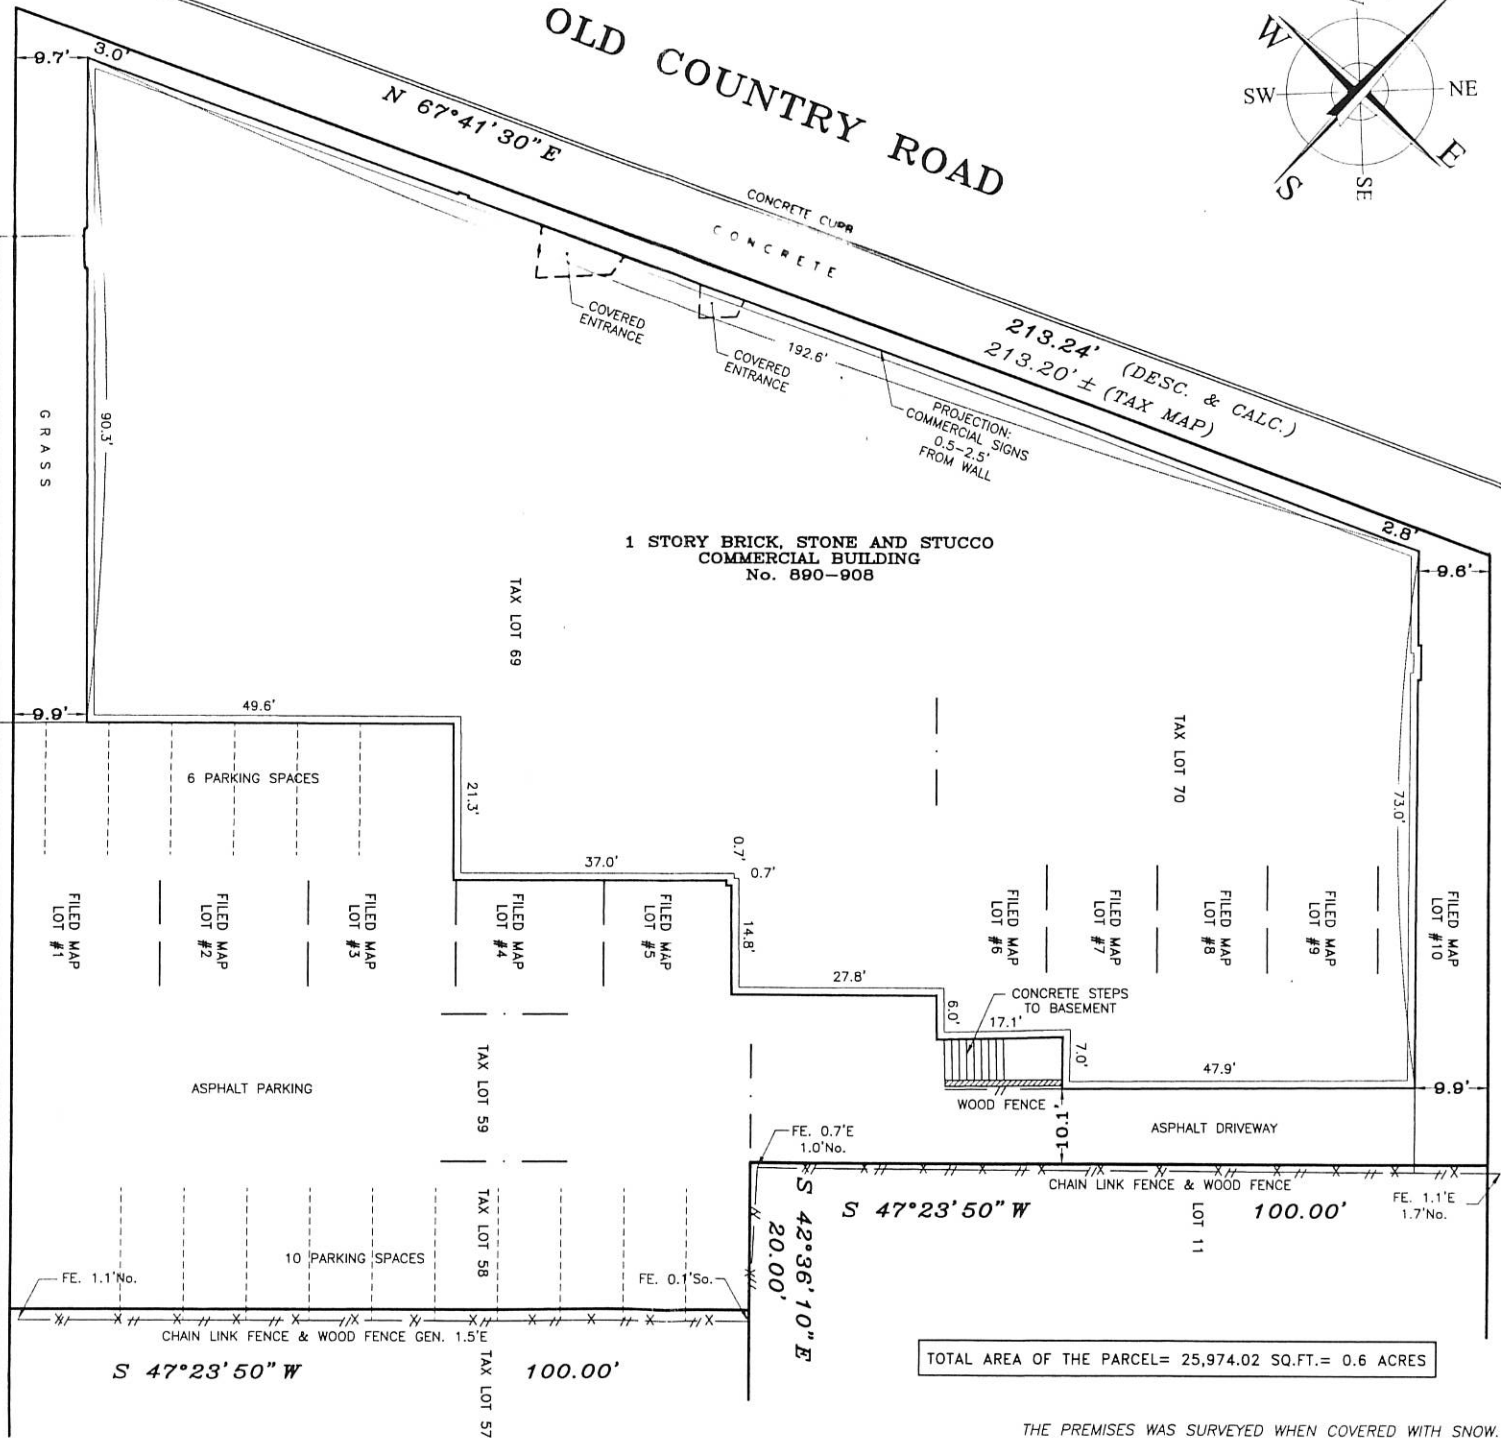 OLD COUNTRY ROAD
W
SW
NE
S
SE
E
9.7'
3.0'
N 67°41'30"E
CONCRETE CURB
CONCRETE
213.24' (DESC. & CALC.)
213.20' ± (TAX MAP)
COVERED
ENTRANCE
192.6'
COVERED
ENTRANCE
PROJECTION:
COMMERCIAL SIGNS
0.5-2.5'
FROM WALL
GRASS
90.3'
2.8'
9.6'
1 STORY BRICK, STONE AND STUCCO
COMMERCIAL BUILDING
No. 890-908
TAX LOT 69
TAX LOT 70
9.9'
49.6'
6 PARKING SPACES
21.3'
73.0'
37.0'
0.7'
0.7'
14.8'
FILED MAP
LOT #1
FILED MAP
LOT #2
FILED MAP
LOT #3
FILED MAP
LOT #4
FILED MAP
LOT #5
FILED MAP
LOT #6
FILED MAP
LOT #7
FILED MAP
LOT #8
FILED MAP
LOT #9
FILED MAP
LOT #10
27.8'
6.0'
CONCRETE STEPS
TO BASEMENT
17.1'
7.0'
47.9'
9.9'
ASPHALT PARKING
TAX LOT 59
WOOD FENCE
10.1'
ASPHALT DRIVEWAY
FE. 0.7'E
1.0'No.
CHAIN LINK FENCE & WOOD FENCE
S 47°23'50"W 100.00'
FE. 1.1'E
1.7'No.
LOT 11
S 42°36'10"E
20.00'
TAX LOT 58
10 PARKING SPACES
FE. 1.1'No.
FE. 0.1'So.
CHAIN LINK FENCE & WOOD FENCE GEN. 1.5'E
S 47°23'50"W 100.00'
TAX LOT 57
TOTAL AREA OF THE PARCEL= 25,974.02 SQ.FT.= 0.6 ACRES
THE PREMISES WAS SURVEYED WHEN COVERED WITH SNOW.